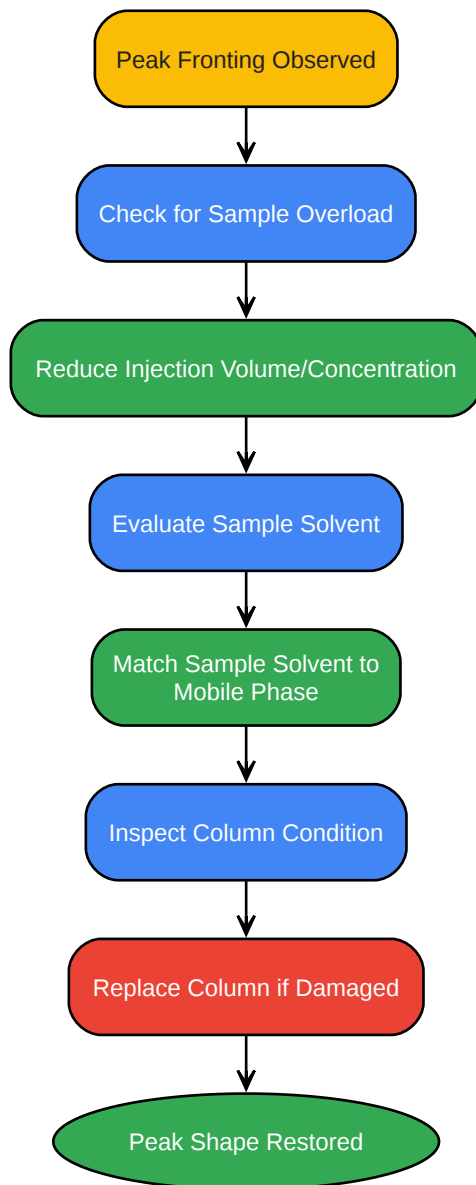 Peak Fronting Observed
Check for Sample Overload
Reduce Injection Volume/Concentration
Evaluate Sample Solvent
Match Sample Solvent to
Mobile Phase
Inspect Column Condition
Replace Column if Damaged
Peak Shape Restored